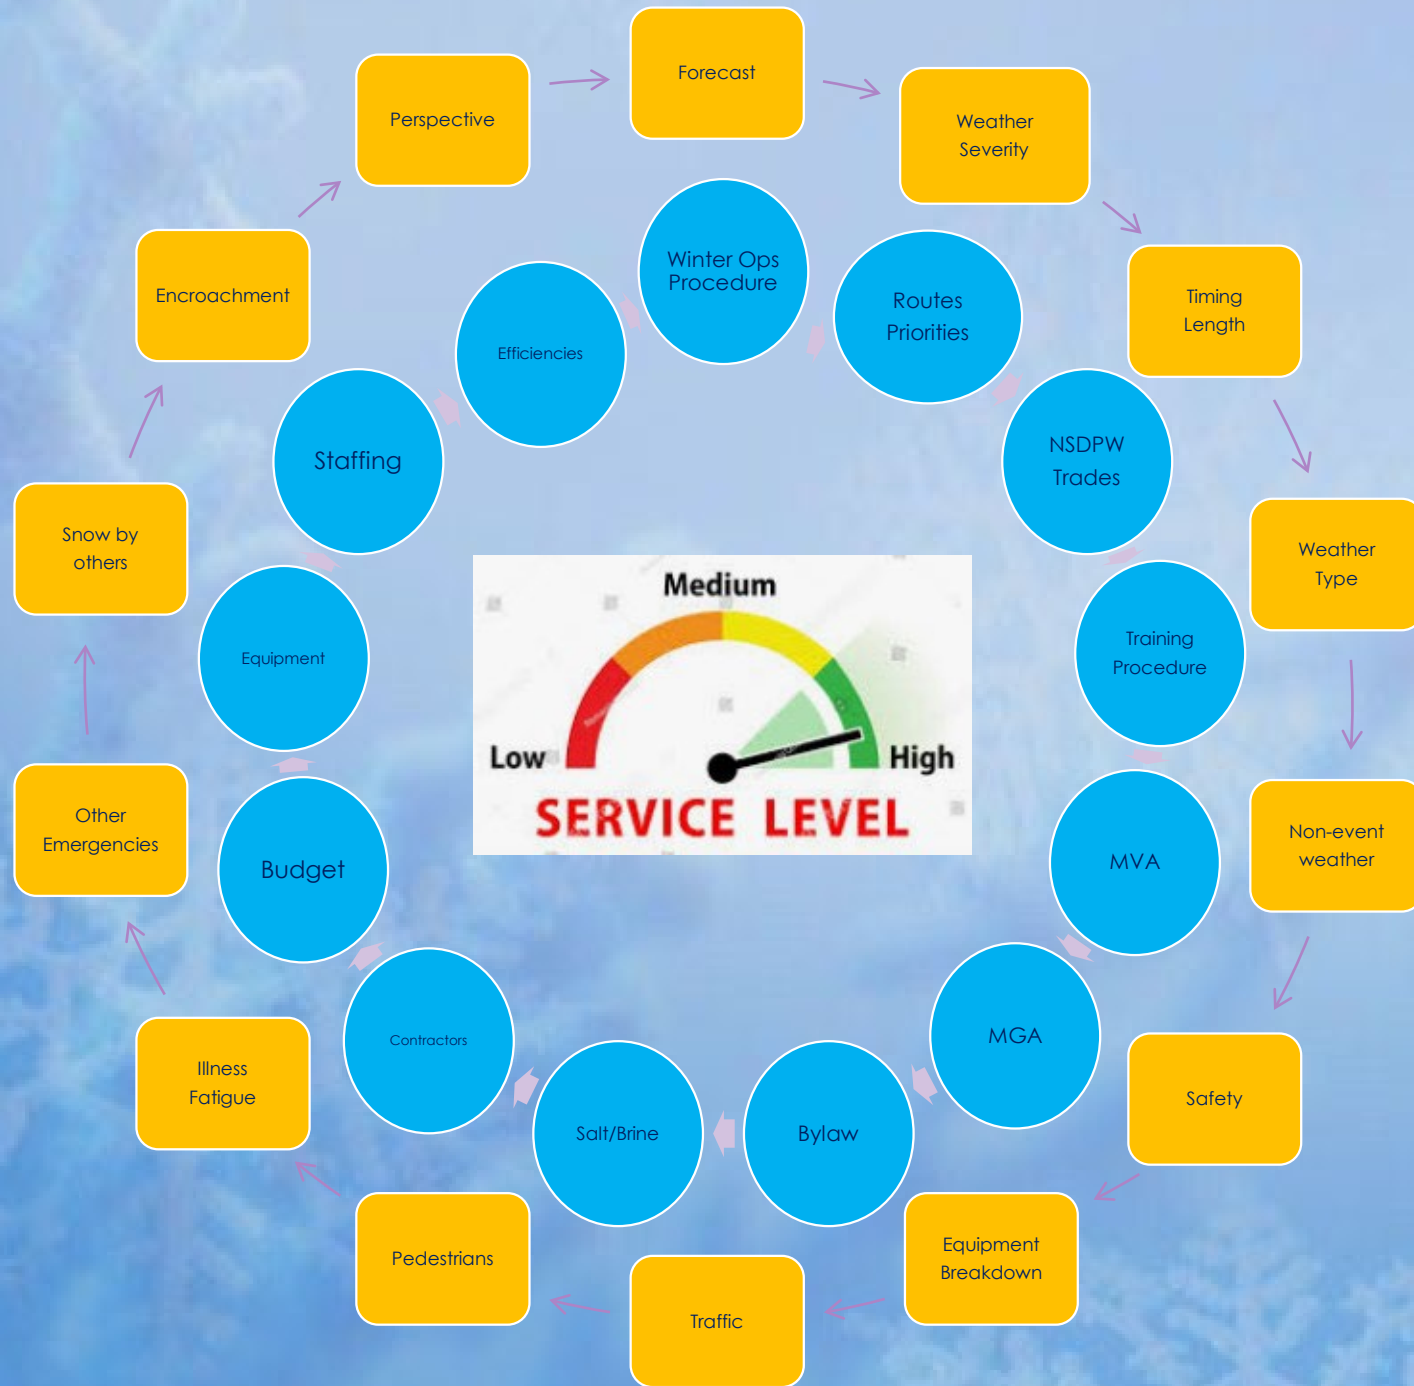 Forecast
Weather
Severity
Timing
Length
Weather
Type
Non-event
weather
Safety
Equipment
Breakdown
Traffic
Pedestrians
Illness
Fatigue
Other
Emergencies
Snow by
others
Encroachment
Perspective
Winter Ops
Procedure
Routes
Priorities
NSDPW
Trades
Training
Procedure
MVA
MGA
Bylaw
Salt/Brine
Contractors
Budget
Equipment
Staffing
Efficiencies
Medium
Low
High
SERVICE LEVEL